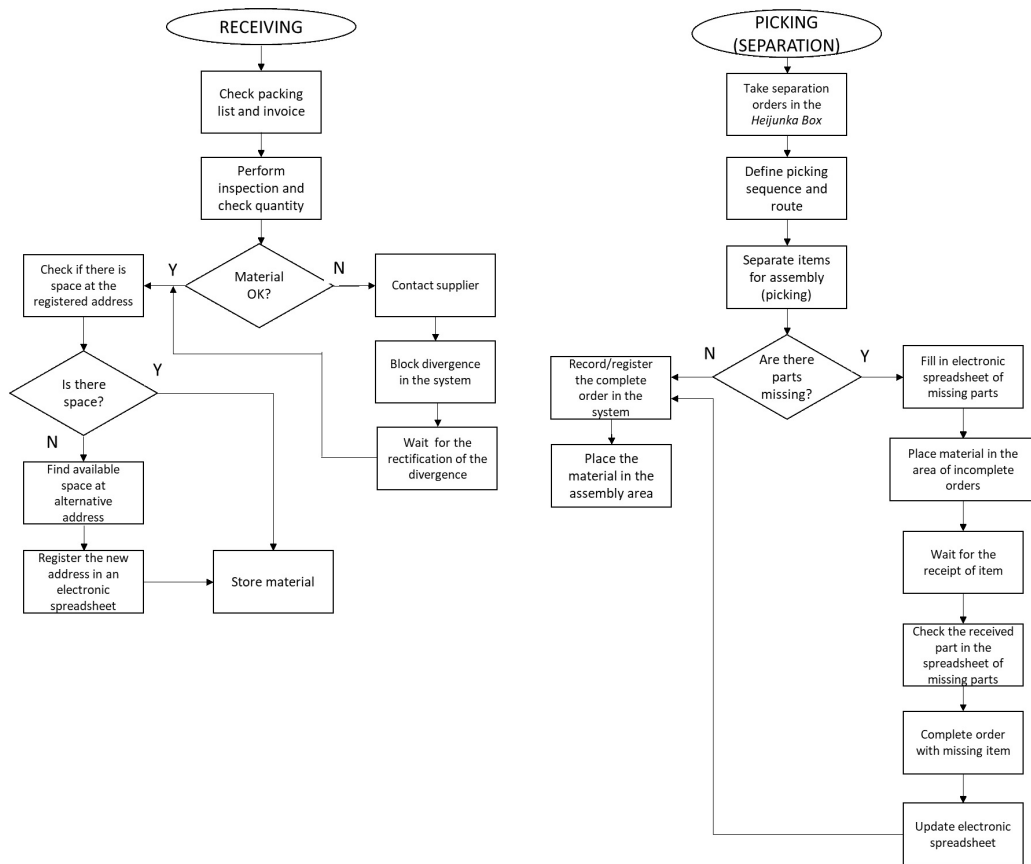 RECEIVING
Check packing
list and invoice
Perform
inspection and
check quantity
Material
OK?
Y
N
Check if there is
space at the
registered address
Contact supplier
Block divergence
in the system
Wait for the
rectification of the
divergence
Is there
space?
Y
N
Find available
space at
alternative
address
Register the new
address in an
electronic
spreadsheet
Store material
PICKING
(SEPARATION)
Take separation
orders in the
Heijunka Box
Define picking
sequence and
route
Separate items
for assembly
(picking)
Are there
parts
missing?
N
Y
Record/register
the complete
order in the
system
Place the
material in the
assembly area
Fill in electronic
spreadsheet of
missing parts
Place material in the
area of incomplete
orders
Wait for the
receipt of item
Check the received
part in the
spreadsheet of
missing parts
Complete order
with missing item
Update electronic
spreadsheet